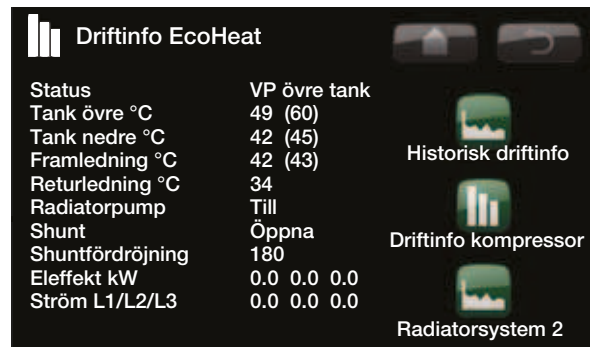 Driftinfo EcoHeat
Status VP övre tank
Tank övre °C 49 (60)
Tank nedre °C 42 (45)
Framledning °C 42 (43)
Returledning °C 34
Radiatorpump Till
Shunt Öppna
Shuntfördröjning 180
Eleffekt kW 0.0 0.0 0.0
Ström L1/L2/L3 0.0 0.0 0.0
Historisk driftinfo
Driftinfo kompressor
Radiatorsystem 2